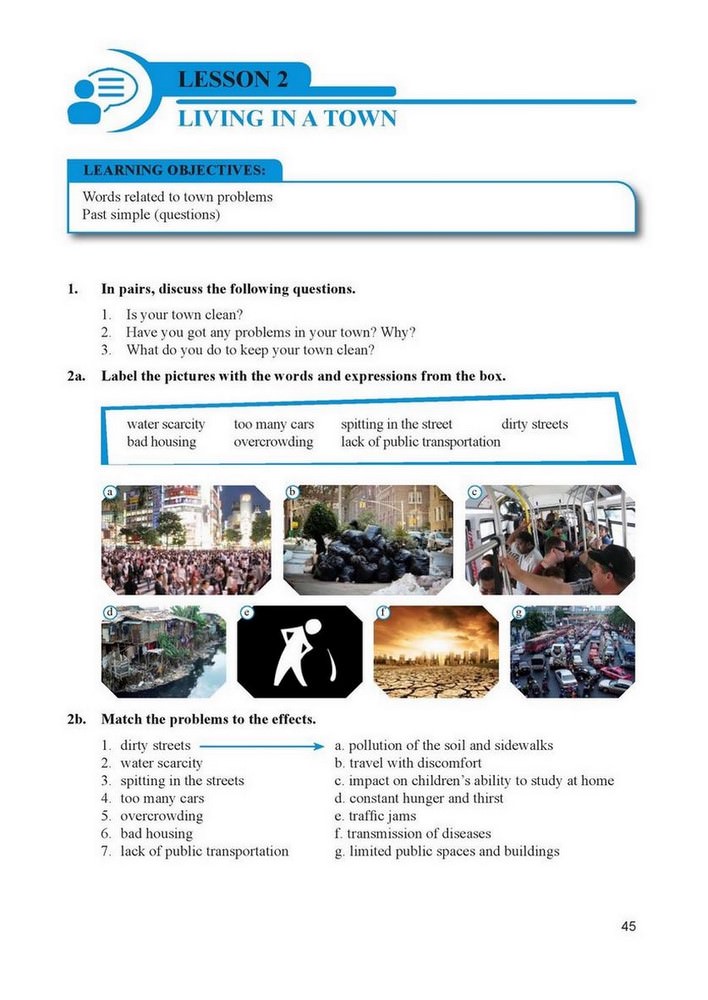 LESSON 2
LIVING IN A TOWN
LEARNING OBJECTIVES:
Words related to town problems
Past simple (questions)
1. In pairs, discuss the following questions.
1. Is your town clean?
2. Have you got any problems in your town? Why?
3. What do you do to keep your town clean?
2a. Label the pictures with the words and expressions from the box.
water scarcity too many cars spitting in the street dirty streets
bad housing overcrowding lack of public transportation
a b c
d e f g
2b. Match the problems to the effects.
1. dirty streets a. pollution of the soil and sidewalks
2. water scarcity b. travel with discomfort
3. spitting in the streets c. impact on children's ability to study at home
4. too many cars d. constant hunger and thirst
5. overcrowding e. traffic jams
6. bad housing f. transmission of diseases
7. lack of public transportation g. limited public spaces and buildings
45